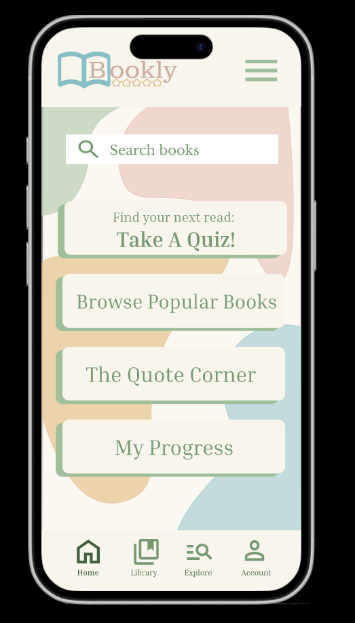 Bookly
Search books
Find your next read:
Take A Quiz!
Browse Popular Books
The Quote Corner
My Progress
Home Library Explore Account